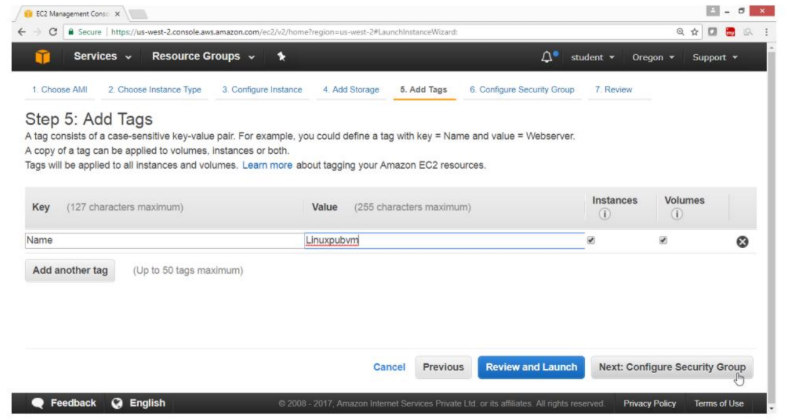 EC2 Management Conso
Secure | https://us-west-2.console.aws.amazon.com/ec2/v2/home?region=us-west-2#LaunchInstanceWizard:
Services Resource Groups student Oregon Support
1. Choose AMI 2. Choose Instance Type 3. Configure Instance 4. Add Storage 5. Add Tags 6. Configure Security Group 7. Review
Step 5: Add Tags
A tag consists of a case-sensitive key-value pair. For example, you could define a tag with key = Name and value = Webserver.
A copy of a tag can be applied to volumes, instances or both.
Tags will be applied to all instances and volumes. Learn more about tagging your Amazon EC2 resources.
Key (127 characters maximum) Value (255 characters maximum) Instances Volumes
Name Linuxpubvm
Add another tag (Up to 50 tags maximum)
Cancel Previous Review and Launch Next: Configure Security Group
Feedback English © 2008 - 2017, Amazon Internet Services Private Ltd. or its affiliates. All rights reserved. Privacy Policy Terms of Use